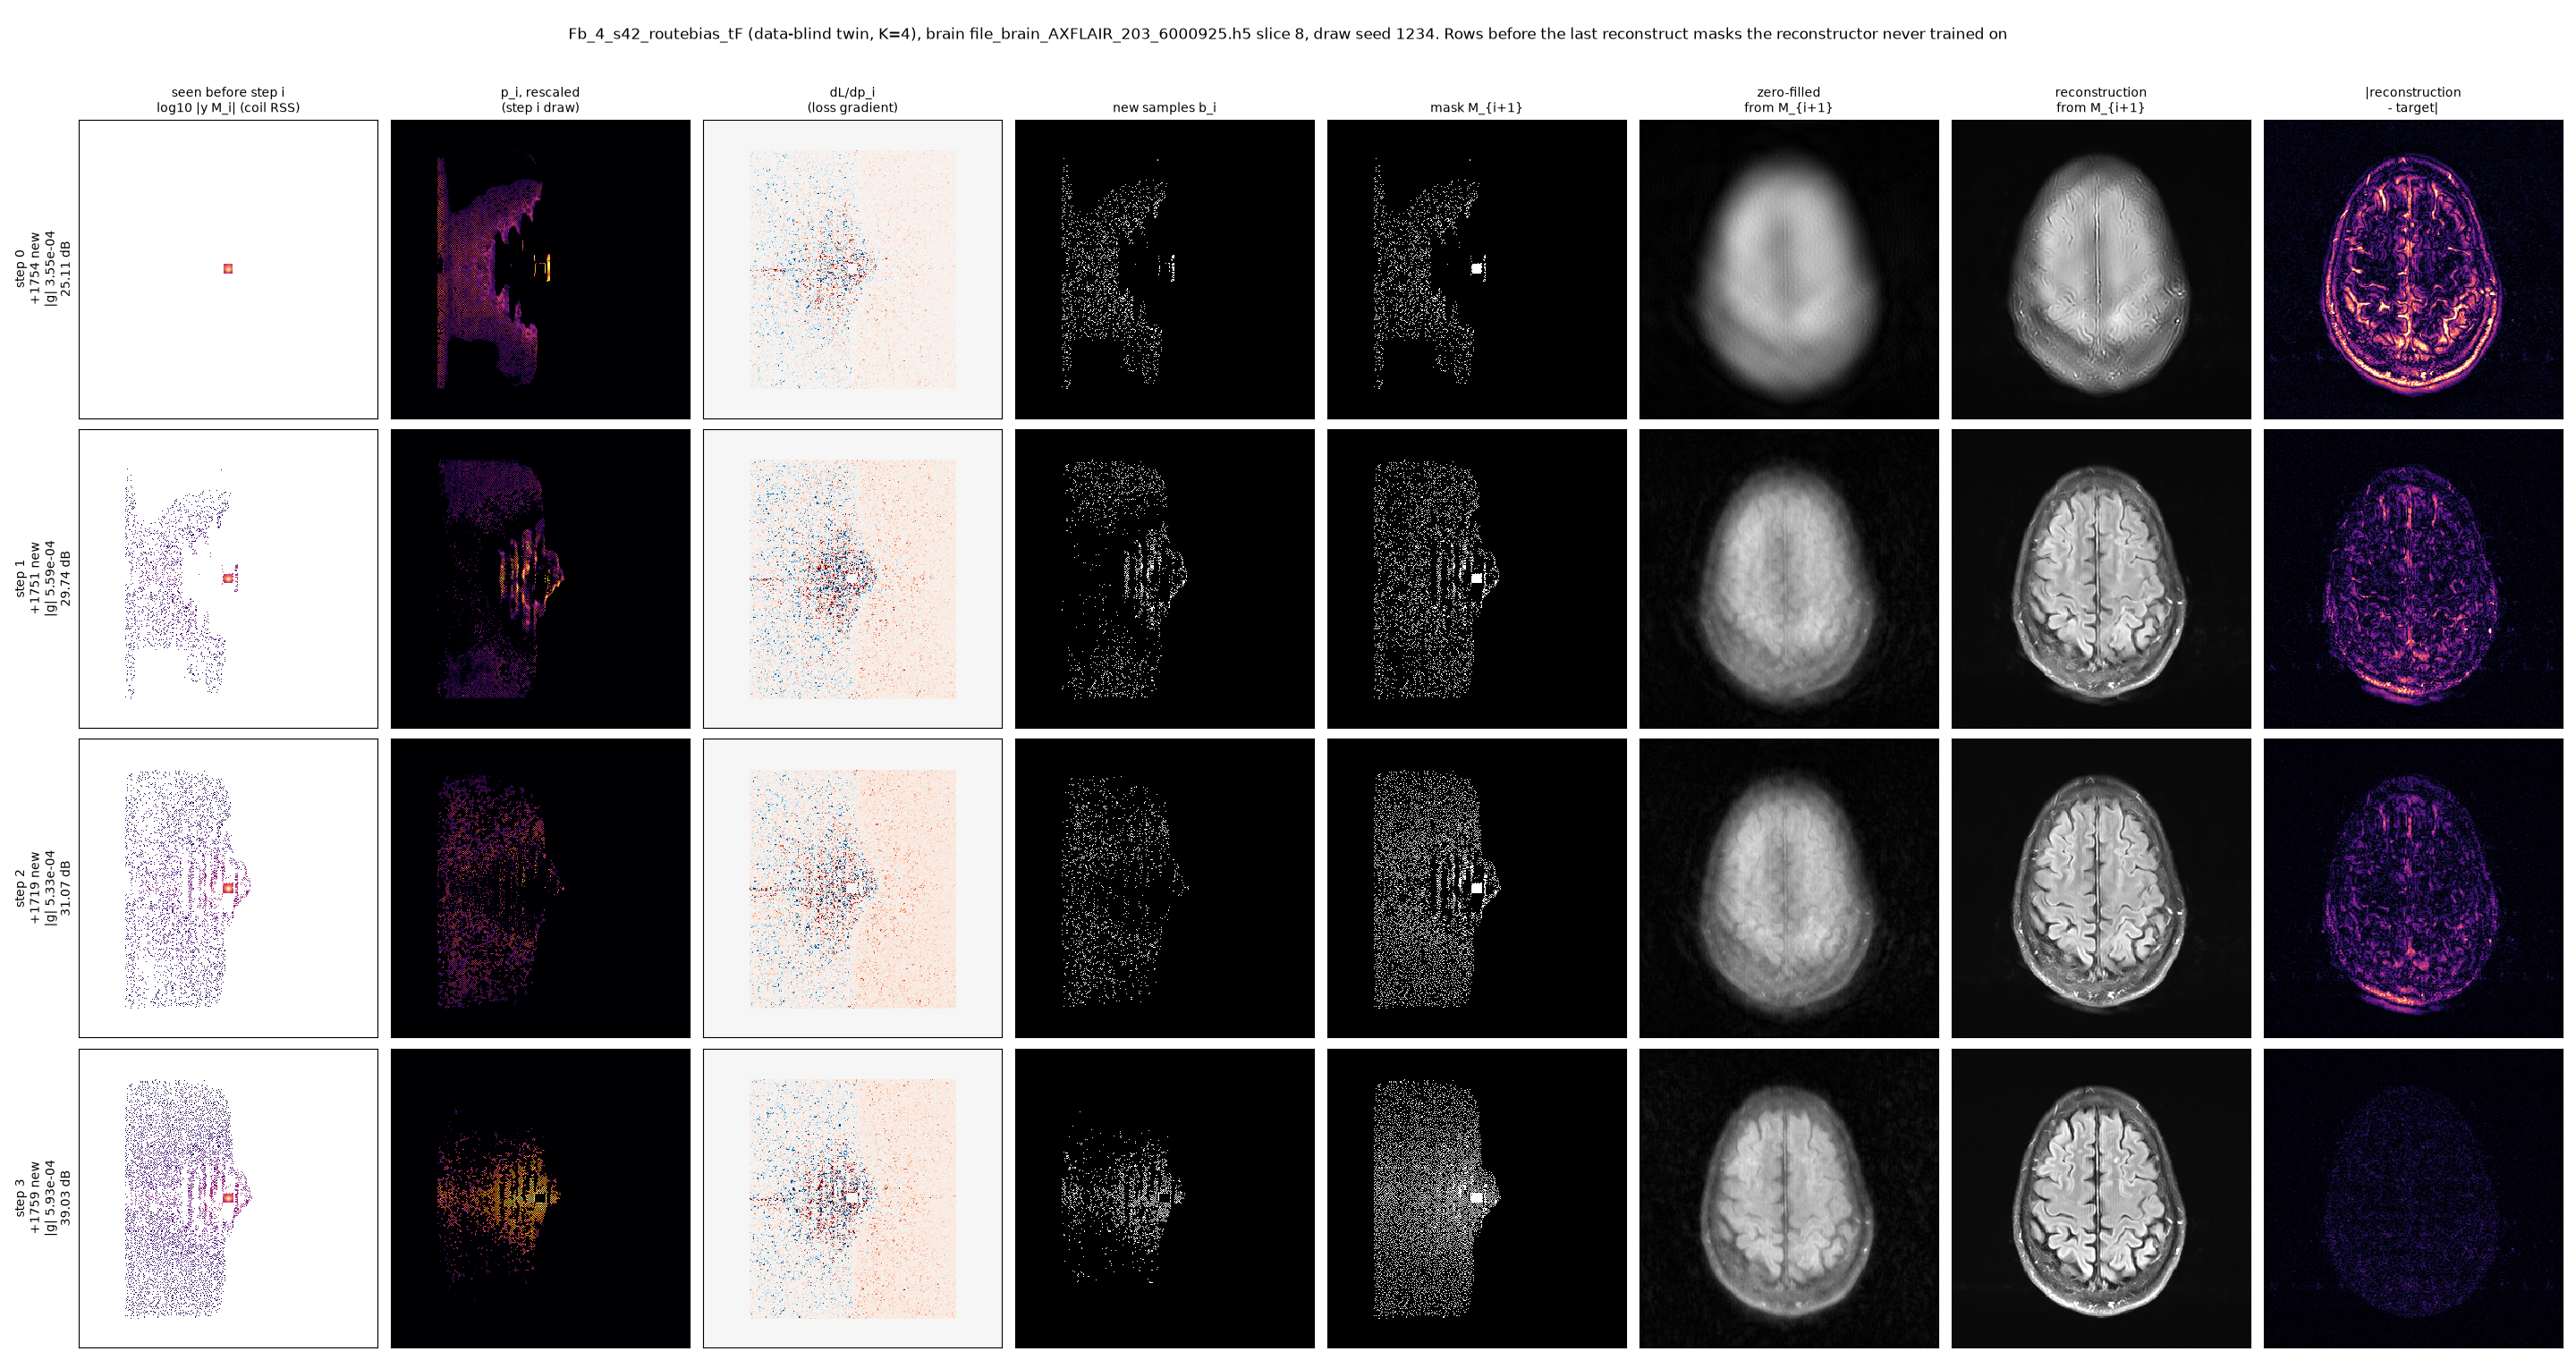 Fb_4_s42_routebias_tF (data-blind twin, K=4), brain file_brain_AXFLAIR_203_6000925.h5 slice 8, draw seed 1234. Rows before the last reconstruct masks the reconstructor never trained on
seen before step i
log10 |y M_i| (coil RSS)
p_i, rescaled
(step i draw)
dL/dp_i
(loss gradient)
new samples b_i
mask M_{i+1}
zero-filled
from M_{i+1}
reconstruction
from M_{i+1}
|reconstruction
- target|
step 0
+1754 new
|g| 3.55e-04
25.11 dB
step 1
+1751 new
|g| 5.59e-04
29.74 dB
step 2
+1719 new
|g| 5.33e-04
31.07 dB
step 3
+1759 new
|g| 5.93e-04
39.03 dB